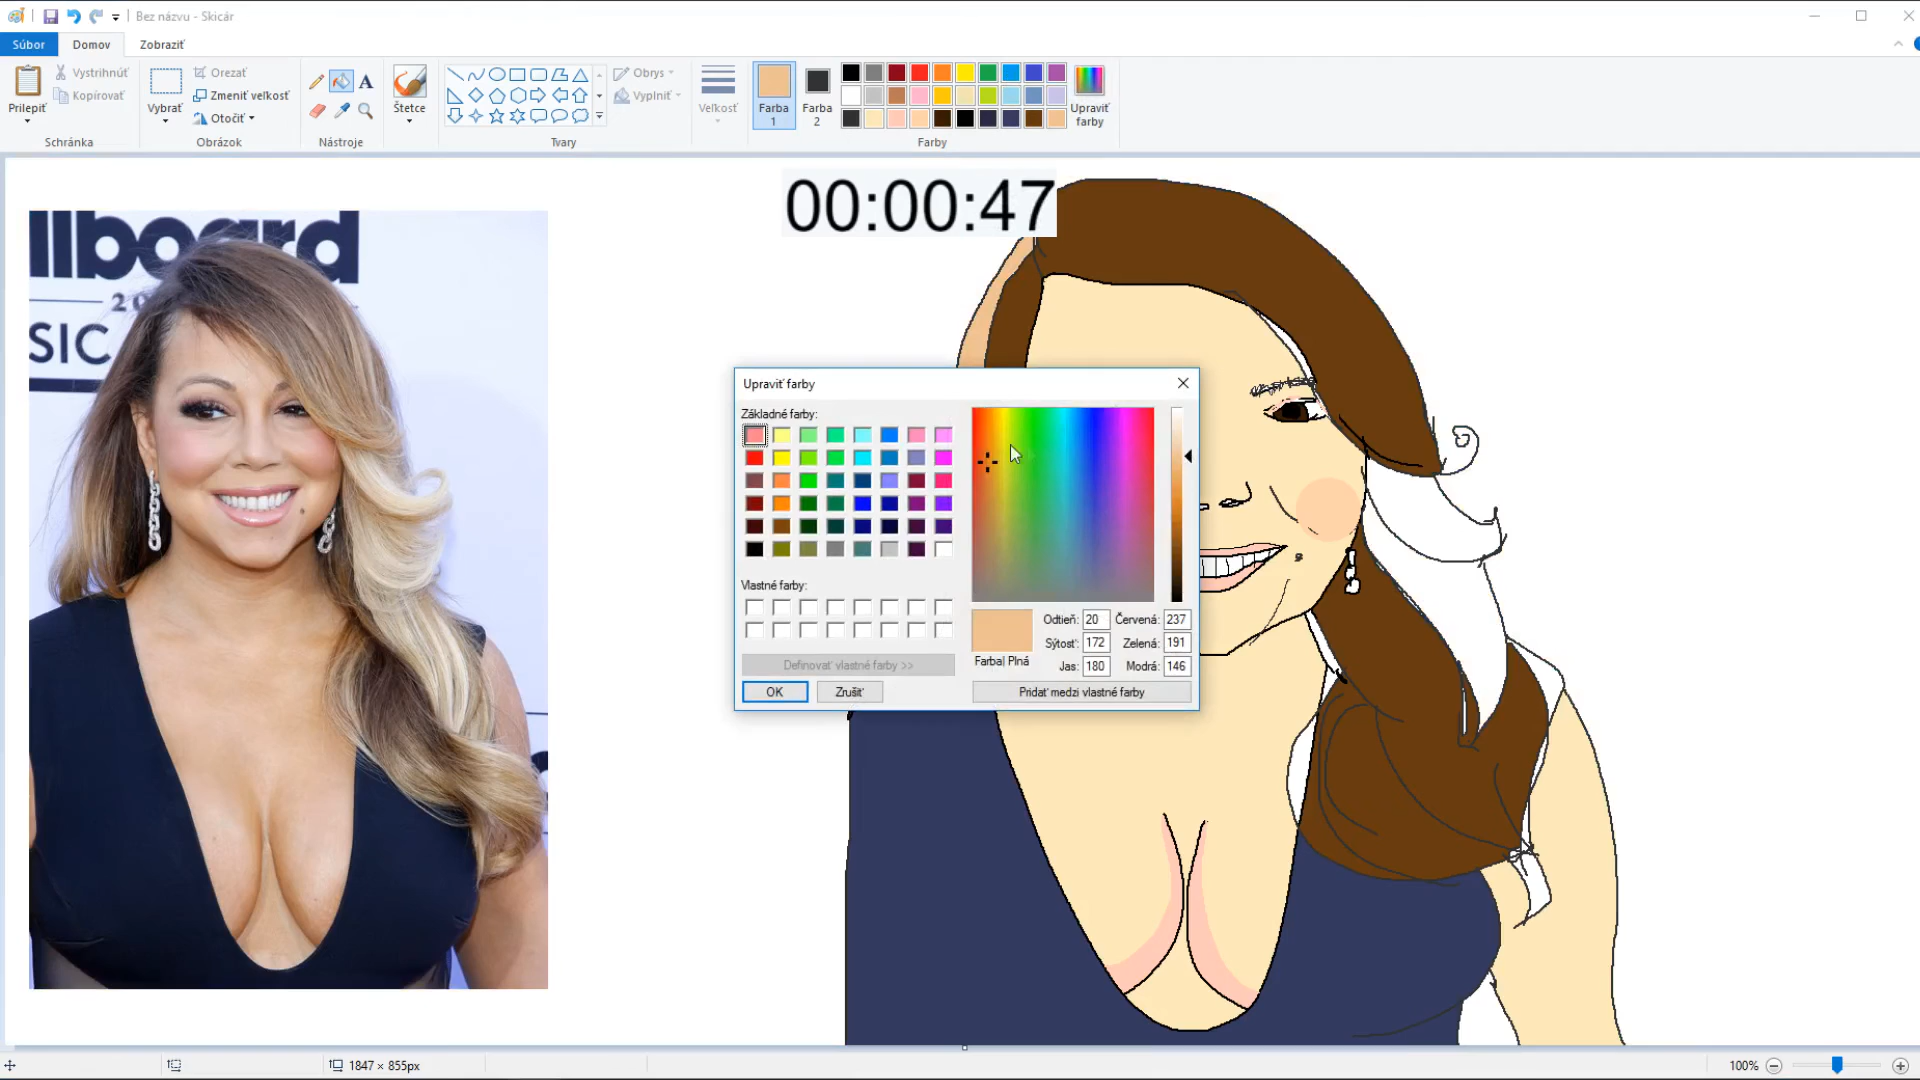 Bez názvu - Skicár
Súbor Domov Zobraziť
Prilepiť
Vystrihnúť
Kopírovať
Schránka
Vybrať
Orezať
Zmeniť veľkosť
Otočiť
Obrázok
A
Nástroje
Štetce
Obrys
Vyplniť
Tvary
Veľkosť
Farba
1
Farba
2
Upraviť
farby
Farby
00:00:47
llboard
20
SIC
Upraviť farby
Základné farby:
Vlastné farby:
Definovať vlastné farby >>
OK
Zrušiť
Farba| Plná
Odtieň: 20
Sýtosť: 172
Jas: 180
Červená: 237
Zelená: 191
Modrá: 146
Pridať medzi vlastné farby
1847 × 855px
100%